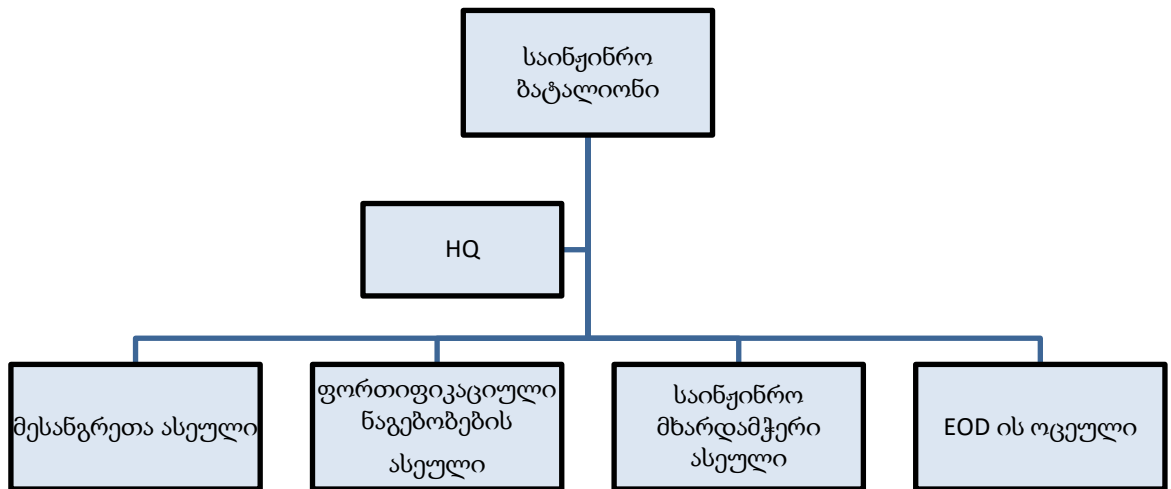 საინჟინრო
ბატალიონი
HQ
მესანგრეთა ასეული
ფორთიფიკაციული
ნაგებობების
ასეული
საინჟინრო
მხარდამჭერი
ასეული
EOD ის ოცეული